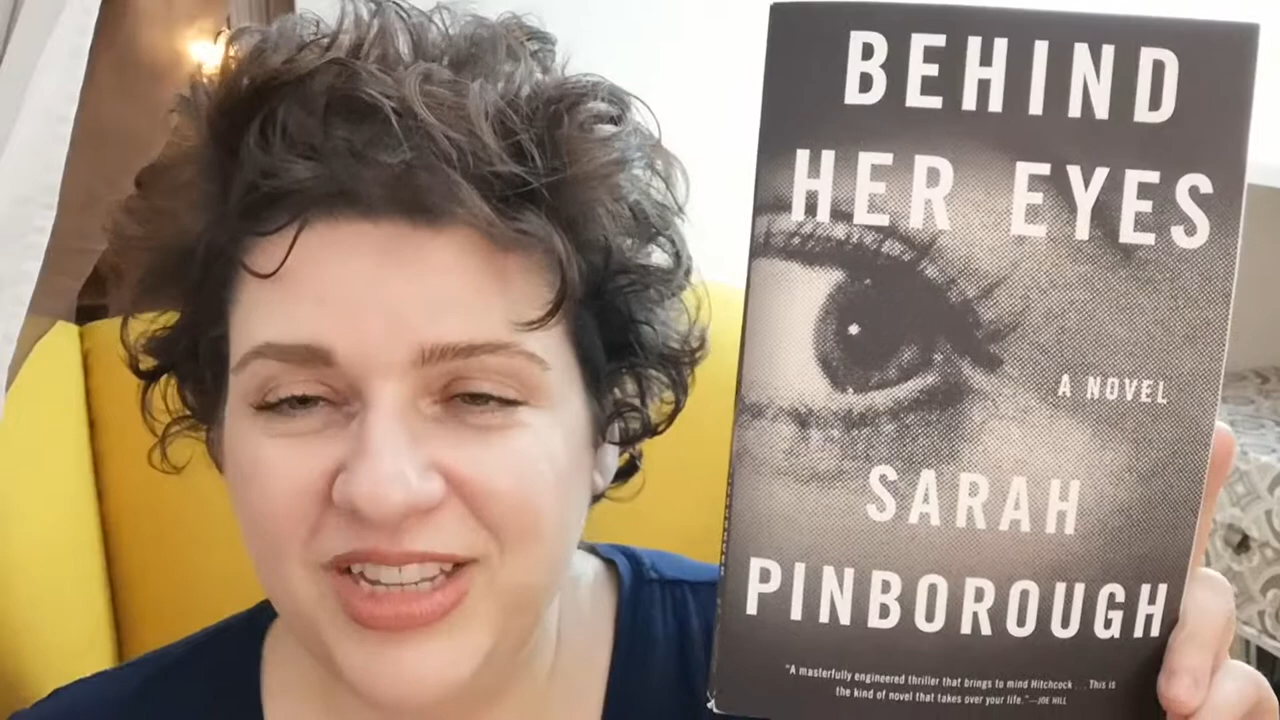 BEHIND
HER EYES
A NOVEL
SARAH
PINBOROUGH
"A masterfully engineered thriller that brings to mind Hitchcock . . . This is
the kind of novel that takes over your life."—JOE HILL